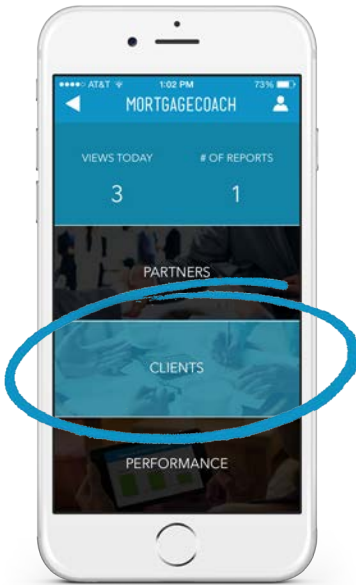 AT&T 1:02 PM 73%
MORTGAGECOACH
VIEWS TODAY # OF REPORTS
3 1
PARTNERS
CLIENTS
PERFORMANCE